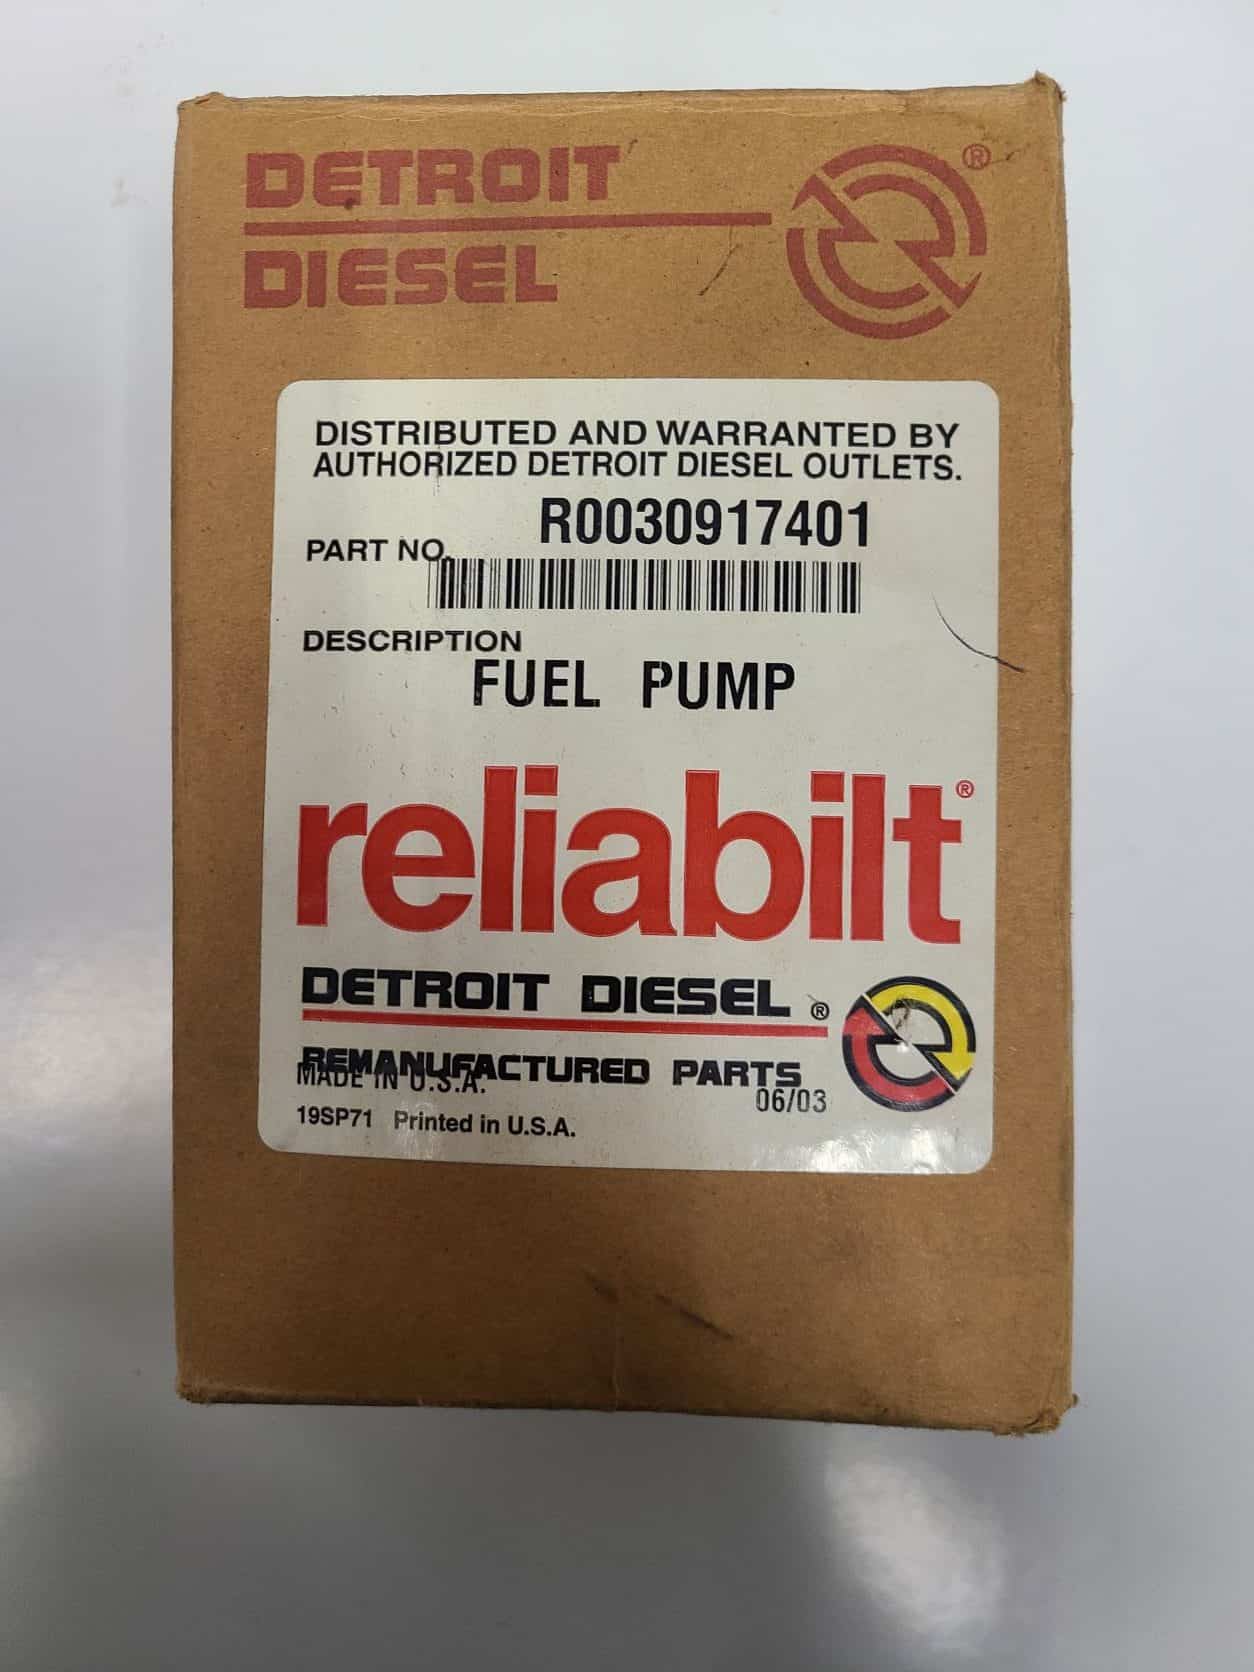 DETROIT
DIESEL
®
DISTRIBUTED AND WARRANTED BY
AUTHORIZED DETROIT DIESEL OUTLETS.
R0030917401
PART NO.
DESCRIPTION
FUEL PUMP
reliabilt®
DETROIT DIESEL ®
REMANUFACTURED PARTS
MADE IN U.S.A.
06/03
19SP71 Printed in U.S.A.